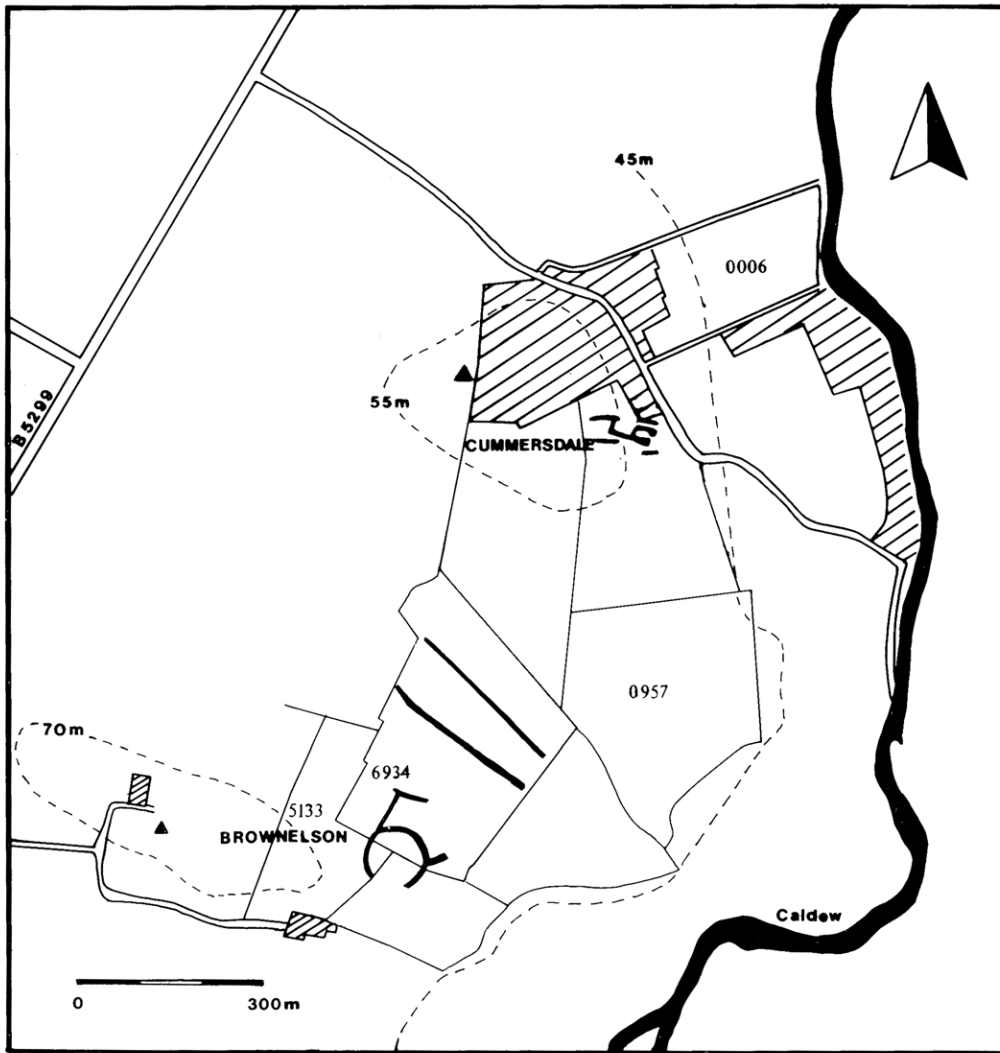 45m
0006
B5299
55m
CUMMERSDALE
0957
70m
6934
5133
BROWNELSON
Caldew
0
300m